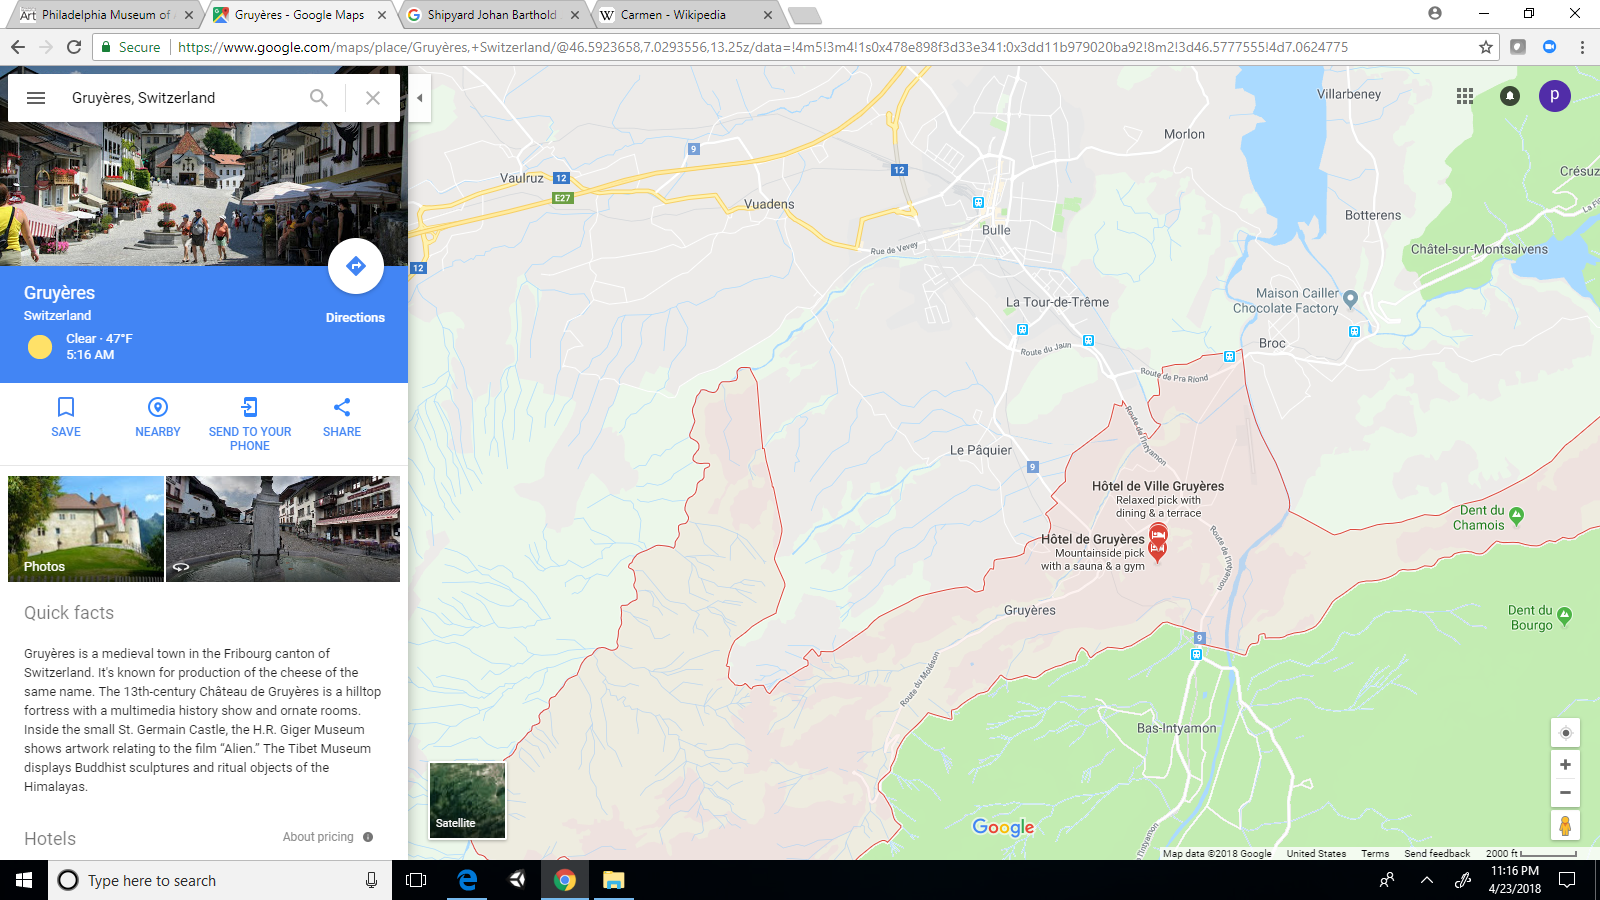 Philadelphia Museum of
Gruyères - Google Maps
Shipyard Johan Barthold
Carmen - Wikipedia
Secure
https://www.google.com/maps/place/Gruyères,+Switzerland/@46.5923658,7.0293556,13.25z/data=!4m5!3m4!1s0x478e898f3d33e341:0x3dd11b979020ba92!8m2!3d46.5777555!4d7.0624775
Gruyères, Switzerland
p
Gruyères
Switzerland
Directions
Clear · 47°F
5:16 AM
SAVE
NEARBY
SEND TO YOUR
PHONE
SHARE
Photos
Quick facts
Gruyères is a medieval town in the Fribourg canton of
Switzerland. It's known for production of the cheese of the
same name. The 13th-century Château de Gruyères is a hilltop
fortress with a multimedia history show and ornate rooms.
Inside the small St. Germain Castle, the H.R. Giger Museum
shows artwork relating to the film “Alien.” The Tibet Museum
displays Buddhist sculptures and ritual objects of the
Himalayas.
Hotels
About pricing
Villarbeney
Morlon
9
12
Crésuz
Vaulruz
12
E27
Vuadens
Botterens
Bulle
Rue de Vevey
Châtel-sur-Montsalvens
12
Maison Cailler
Chocolate Factory
La Tour-de-Trême
Broc
Route du Jaun
Route de Pra Riond
Route de l'Intyamon
Le Pâquier
9
Hôtel de Ville Gruyères
Relaxed pick with
dining & a terrace
Dent du
Chamois
Hôtel de Gruyères
Mountainside pick
with a sauna & a gym
Route de l'Intyamon
Gruyères
Dent du
Bourgo
9
Route du Moléson
Bas-Intyamon
l'Intyamon
Satellite
Google
Map data ©2018 Google
United States
Terms
Send feedback
2000 ft
Type here to search
11:16 PM
4/23/2018